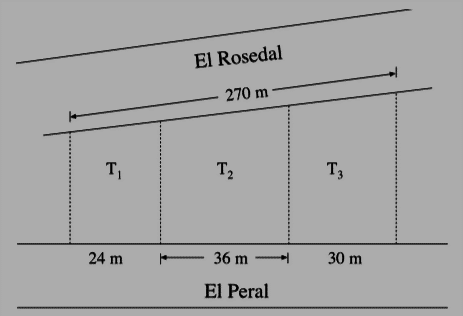 El Rosedal
270 m
T₁ T₂ T₃
24 m 36 m 30 m
El Peral